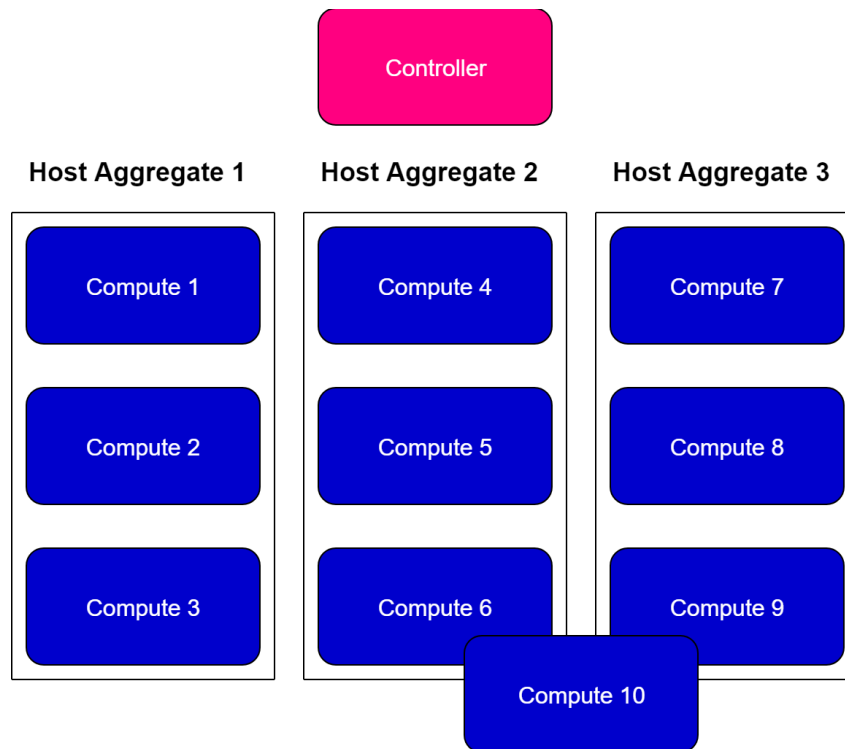 Controller
Host Aggregate 1
Host Aggregate 2
Host Aggregate 3
Compute 1
Compute 4
Compute 7
Compute 2
Compute 5
Compute 8
Compute 3
Compute 6
Compute 9
Compute 10